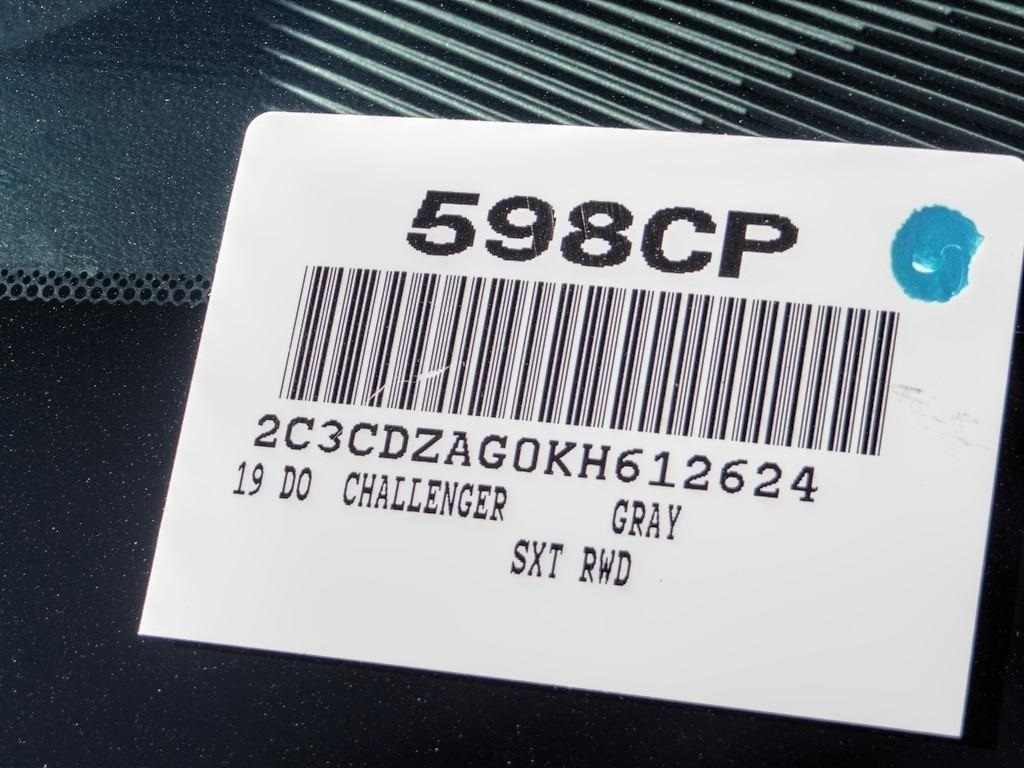 598CP
2C3CDZAG0KH612624
19 DO CHALLENGER GRAY
SXT RWD